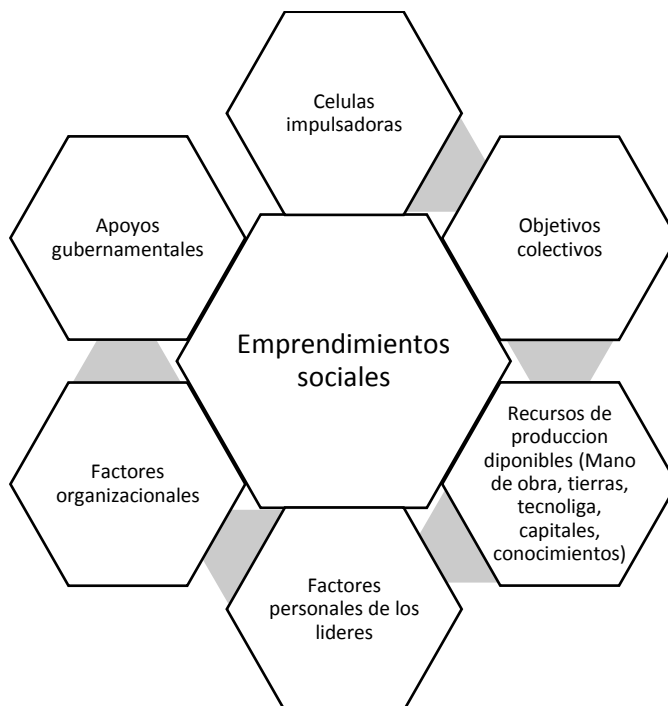 Celulas
impulsadoras
Apoyos
gubernamentales
Objetivos
colectivos
Emprendimientos
sociales
Factores
organizacionales
Recursos de
produccion
diponibles (Mano
de obra, tierras,
tecnoliga,
capitales,
conocimientos)
Factores
personales de los
lideres